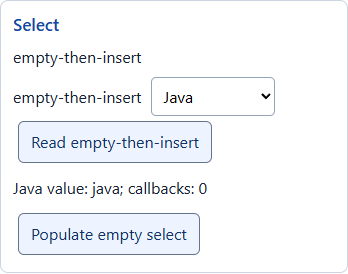 Select
empty-then-insert
empty-then-insert Java
Read empty-then-insert
Java value: java; callbacks: 0
Populate empty select